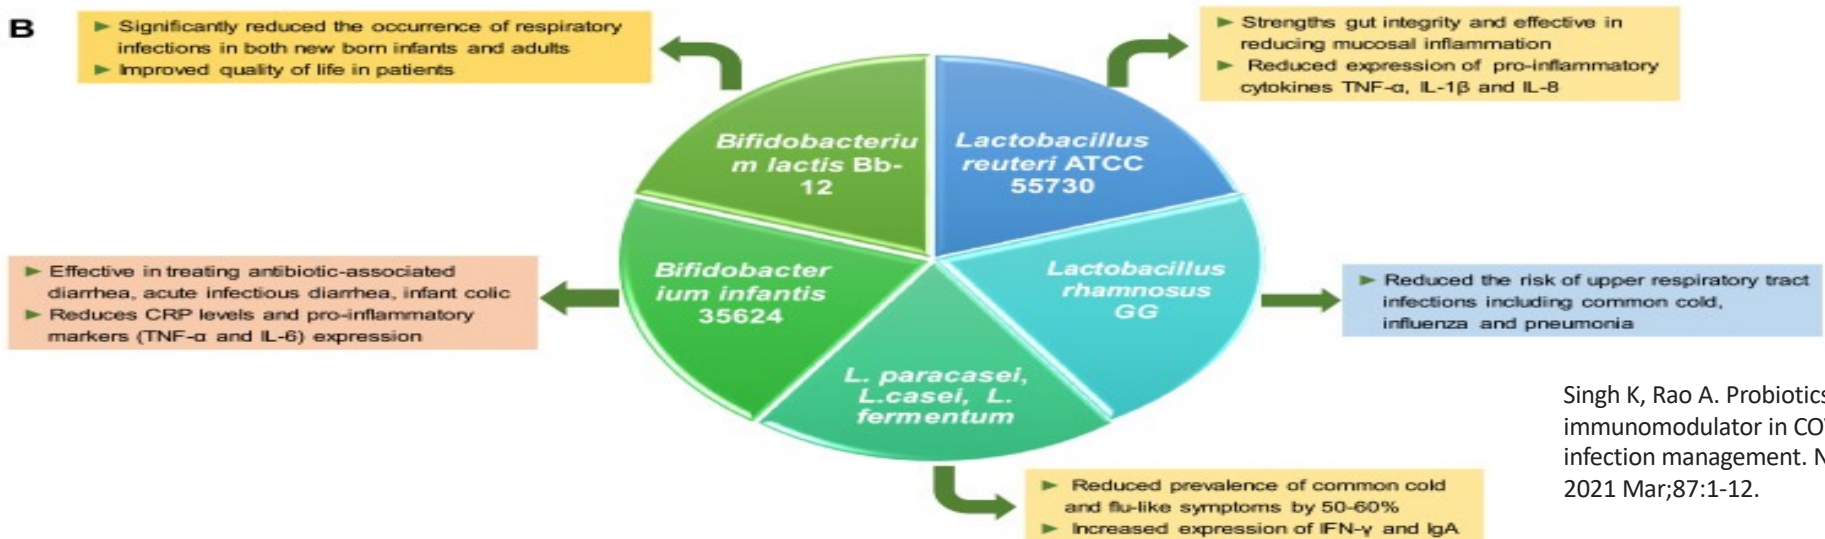 B
► Significantly reduced the occurrence of respiratory
infections in both new born infants and adults
► Improved quality of life in patients
► Strengths gut integrity and effective in
reducing mucosal inflammation
► Reduced expression of pro-inflammatory
cytokines TNF-α, IL-1β and IL-8
Bifidobacteriu
m lactis Bb-
12
Lactobacillus
reuteri ATCC
55730
► Effective in treating antibiotic-associated
diarrhea, acute infectious diarrhea, infant colic
► Reduces CRP levels and pro-inflammatory
markers (TNF-α and IL-6) expression
Bifidobacter
ium infantis
35624
Lactobacillus
rhamnosus
GG
► Reduced the risk of upper respiratory tract
infections including common cold,
influenza and pneumonia
L. paracasei,
L.casei, L.
fermentum
► Reduced prevalence of common cold
and flu-like symptoms by 50-60%
► Increased expression of IFN-γ and IgA
Singh K, Rao A. Probiotics
immunomodulator in CO
infection management. N
2021 Mar;87:1-12.